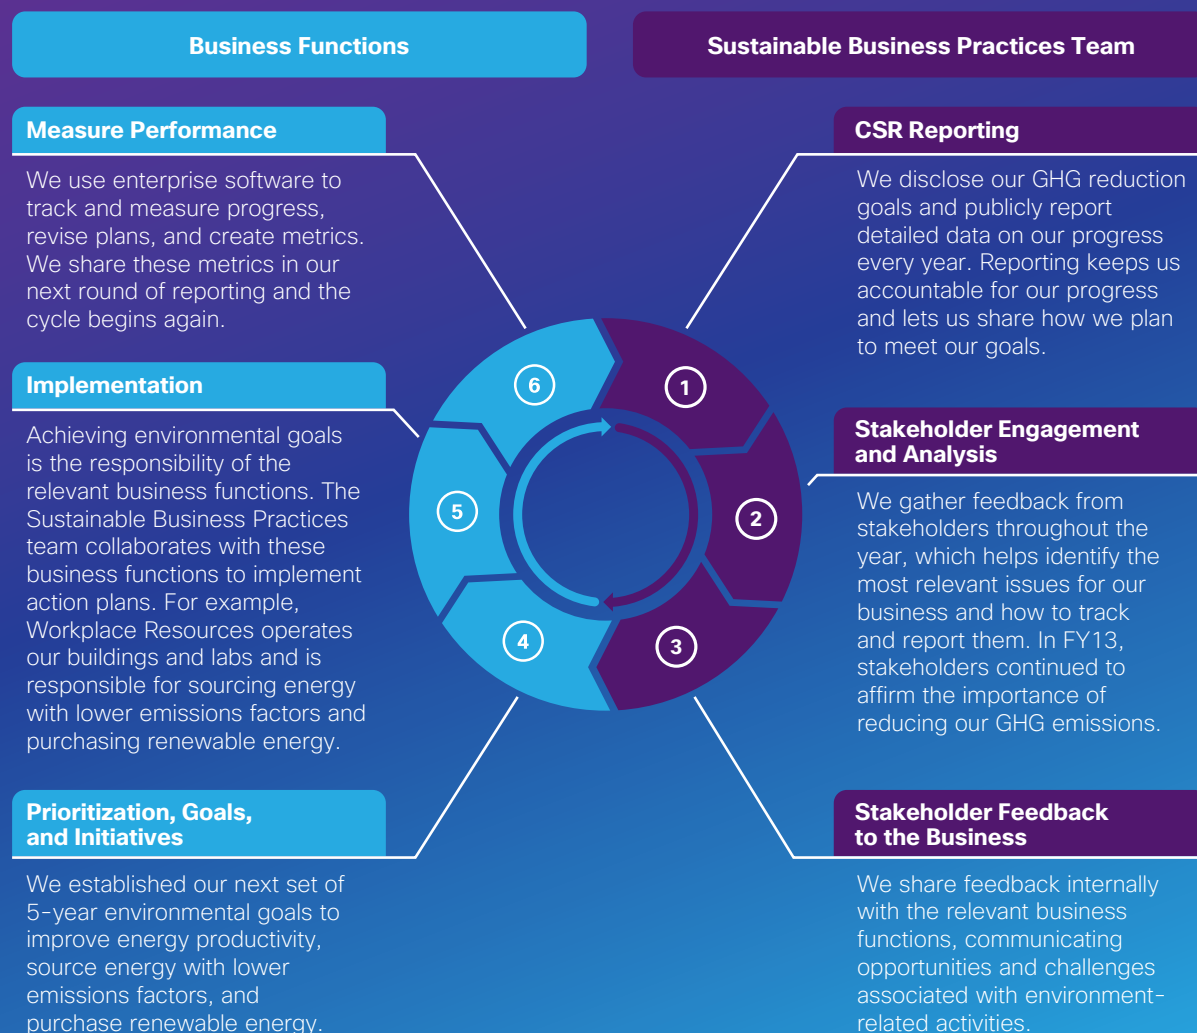 Business Functions
Sustainable Business Practices Team
Measure Performance
We use enterprise software to
track and measure progress,
revise plans, and create metrics.
We share these metrics in our
next round of reporting and the
cycle begins again.
Implementation
Achieving environmental goals
is the responsibility of the
relevant business functions. The
Sustainable Business Practices
team collaborates with these
business functions to implement
action plans. For example,
Workplace Resources operates
our buildings and labs and is
responsible for sourcing energy
with lower emissions factors and
purchasing renewable energy.
Prioritization, Goals,
and Initiatives
We established our next set of
5-year environmental goals to
improve energy productivity,
source energy with lower
emissions factors, and
purchase renewable energy.
6
1
5
2
4
3
CSR Reporting
We disclose our GHG reduction
goals and publicly report
detailed data on our progress
every year. Reporting keeps us
accountable for our progress
and lets us share how we plan
to meet our goals.
Stakeholder Engagement
and Analysis
We gather feedback from
stakeholders throughout the
year, which helps identify the
most relevant issues for our
business and how to track
and report them. In FY13,
stakeholders continued to
affirm the importance of
reducing our GHG emissions.
Stakeholder Feedback
to the Business
We share feedback internally
with the relevant business
functions, communicating
opportunities and challenges
associated with environment-
related activities.